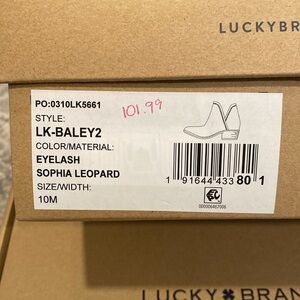 LUCKYBR
PO:0310LK5661
101.99
STYLE:
LK-BALEY2
COLOR/MATERIAL:
EYELASH
SOPHIA LEOPARD
SIZE/WIDTH:
10M
1 91644 43380 1
LUCKY BRAN